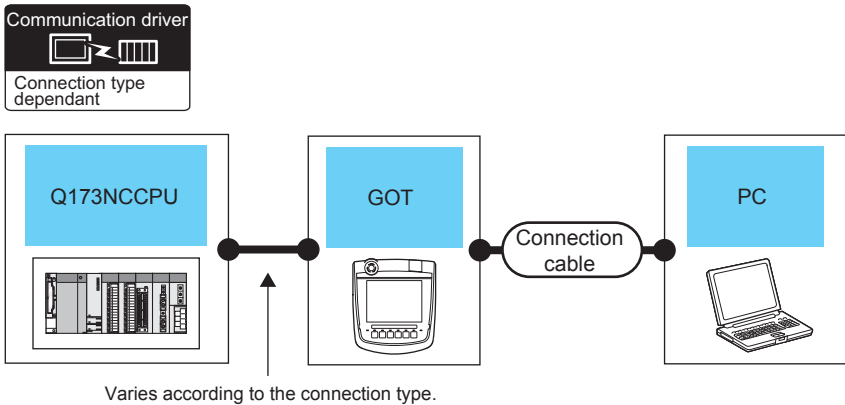 Communication driver
Connection type
dependant
Q173NCCPU
GOT
Connection
cable
PC
Varies according to the connection type.